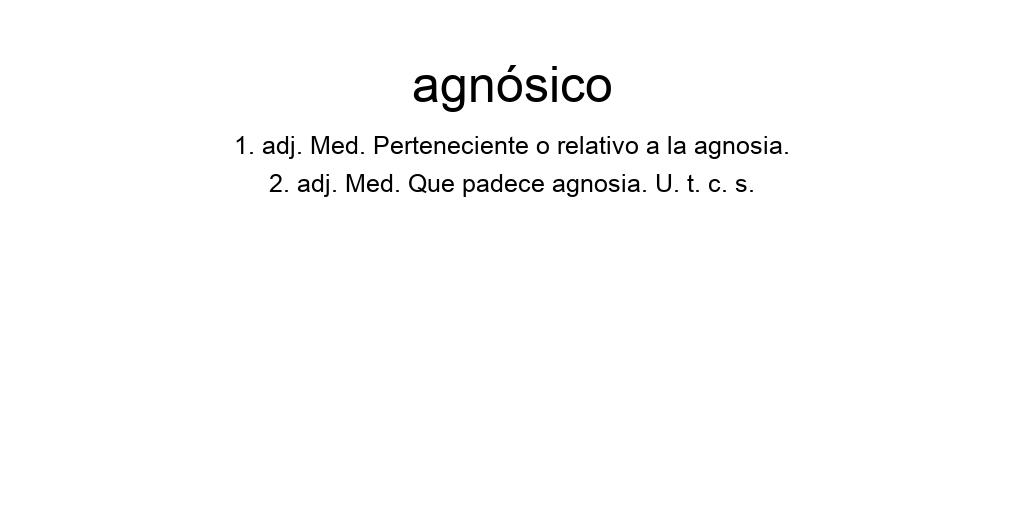 agnósico
1. adj. Med. Perteneciente o relativo a la agnosia.
2. adj. Med. Que padece agnosia. U. t. c. s.